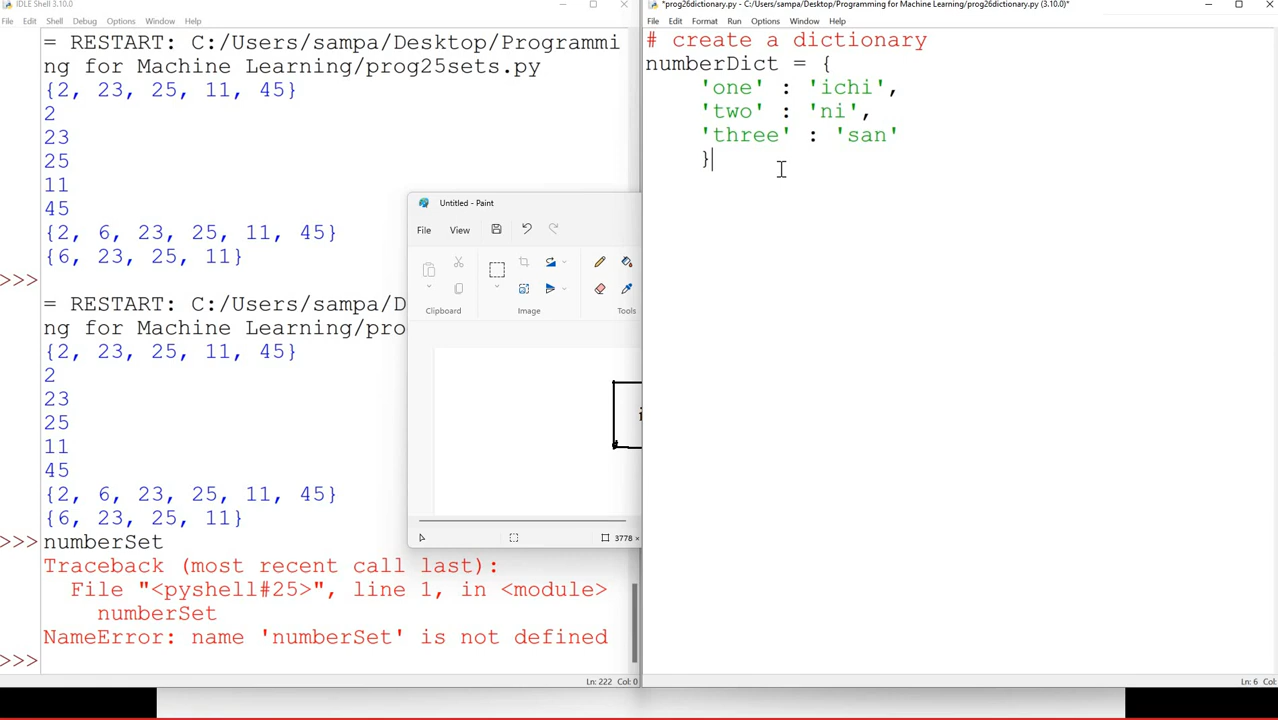 IDLE Shell 3.10.0
File Edit Shell Debug Options Window Help
= RESTART: C:/Users/sampa/Desktop/Programmi
ng for Machine Learning/prog25sets.py
{2, 23, 25, 11, 45}
2
23
25
11
45
{2, 6, 23, 25, 11, 45}
{6, 23, 25, 11}
>>>
= RESTART: C:/Users/sampa/D
ng for Machine Learning/pro
{2, 23, 25, 11, 45}
2
23
25
11
45
{2, 6, 23, 25, 11, 45}
{6, 23, 25, 11}
>>> numberSet
Traceback (most recent call last):
File "<pyshell#25>", line 1, in <module>
numberSet
NameError: name 'numberSet' is not defined
>>>
Ln: 222 Col: 0
Untitled - Paint
File View
Clipboard Image Tools
3778 ×
*prog26dictionary.py - C:/Users/sampa/Desktop/Programming for Machine Learning/prog26dictionary.py (3.10.0)*
File Edit Format Run Options Window Help
# create a dictionary
numberDict = {
'one' : 'ichi',
'two' : 'ni',
'three' : 'san'
}
Ln: 6 Col: